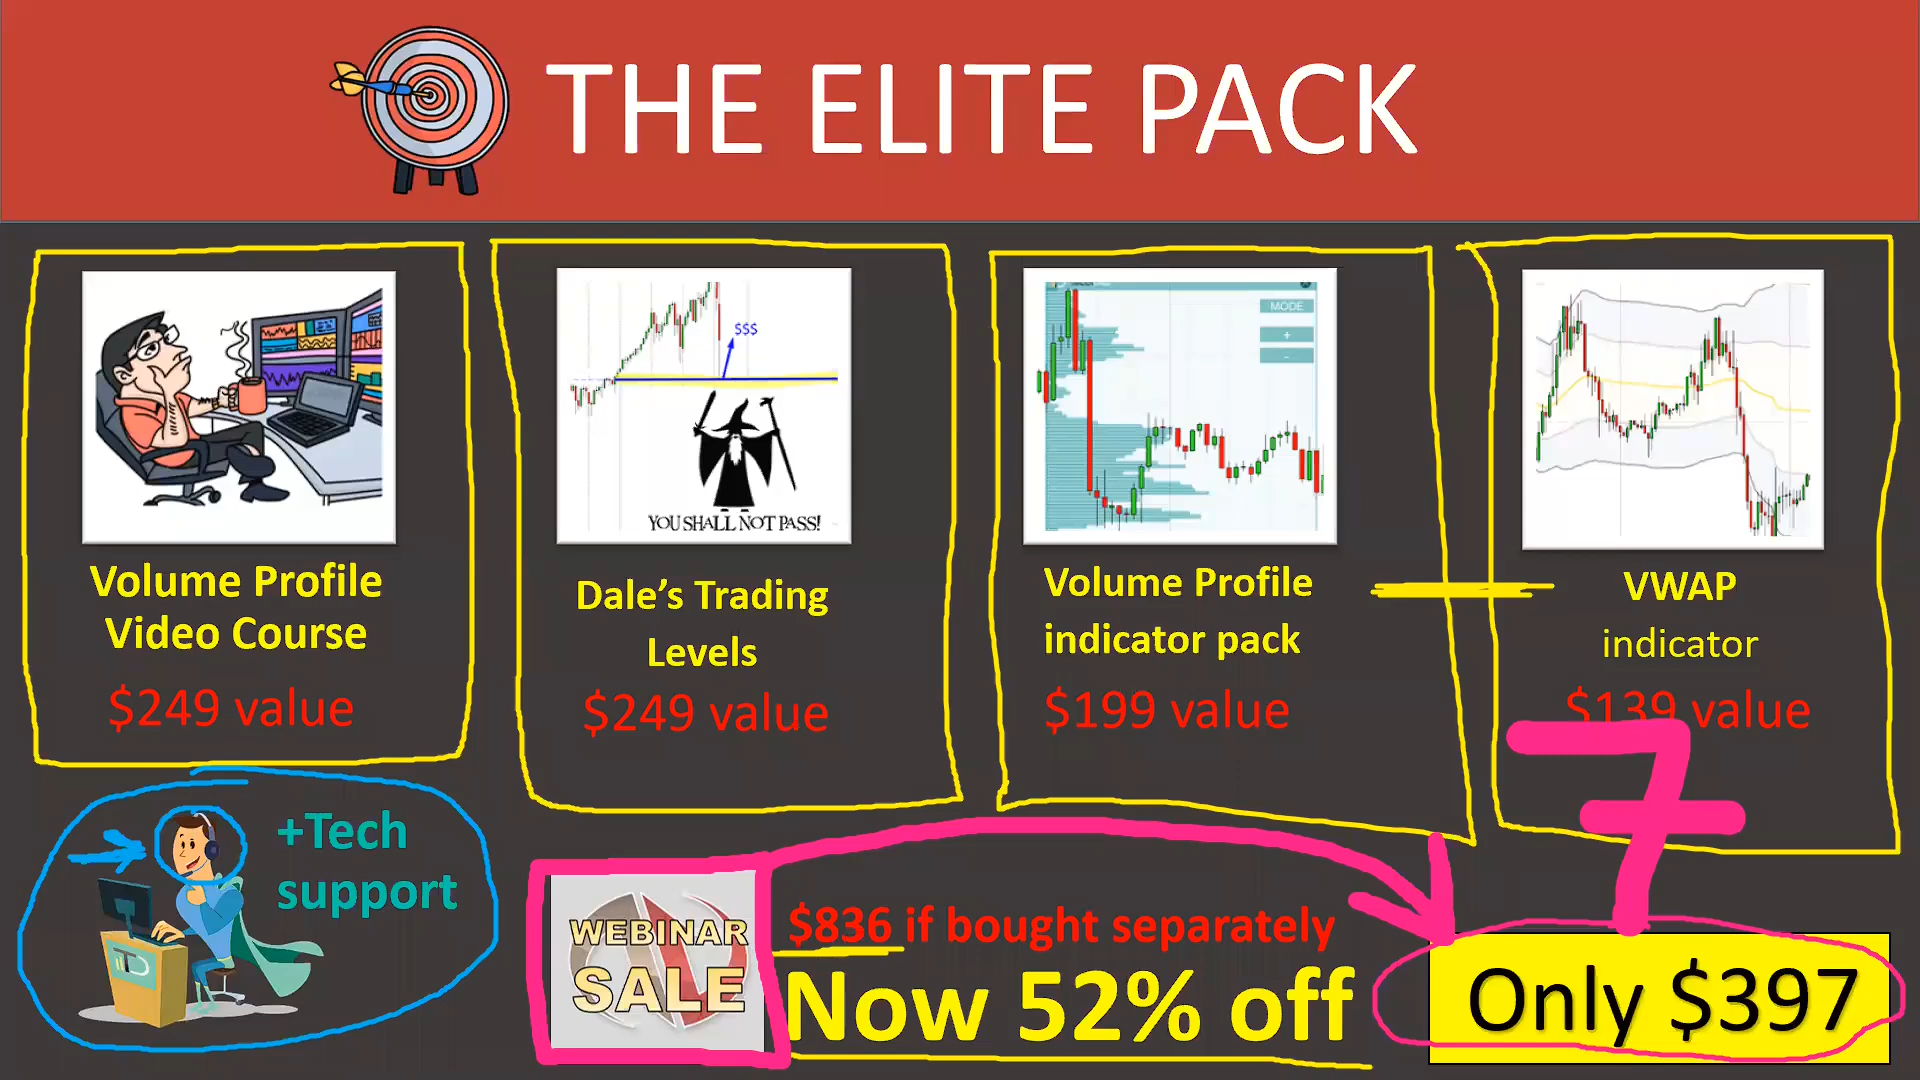 THE ELITE PACK
$$$
YOU SHALL NOT PASS!
MODE
+
-
Volume Profile
Video Course
$249 value
Dale's Trading
Levels
$249 value
Volume Profile
indicator pack
$199 value
VWAP
indicator
$139 value
+Tech
support
WEBINAR
SALE
$836 if bought separately
Now 52% off
7
Only $397